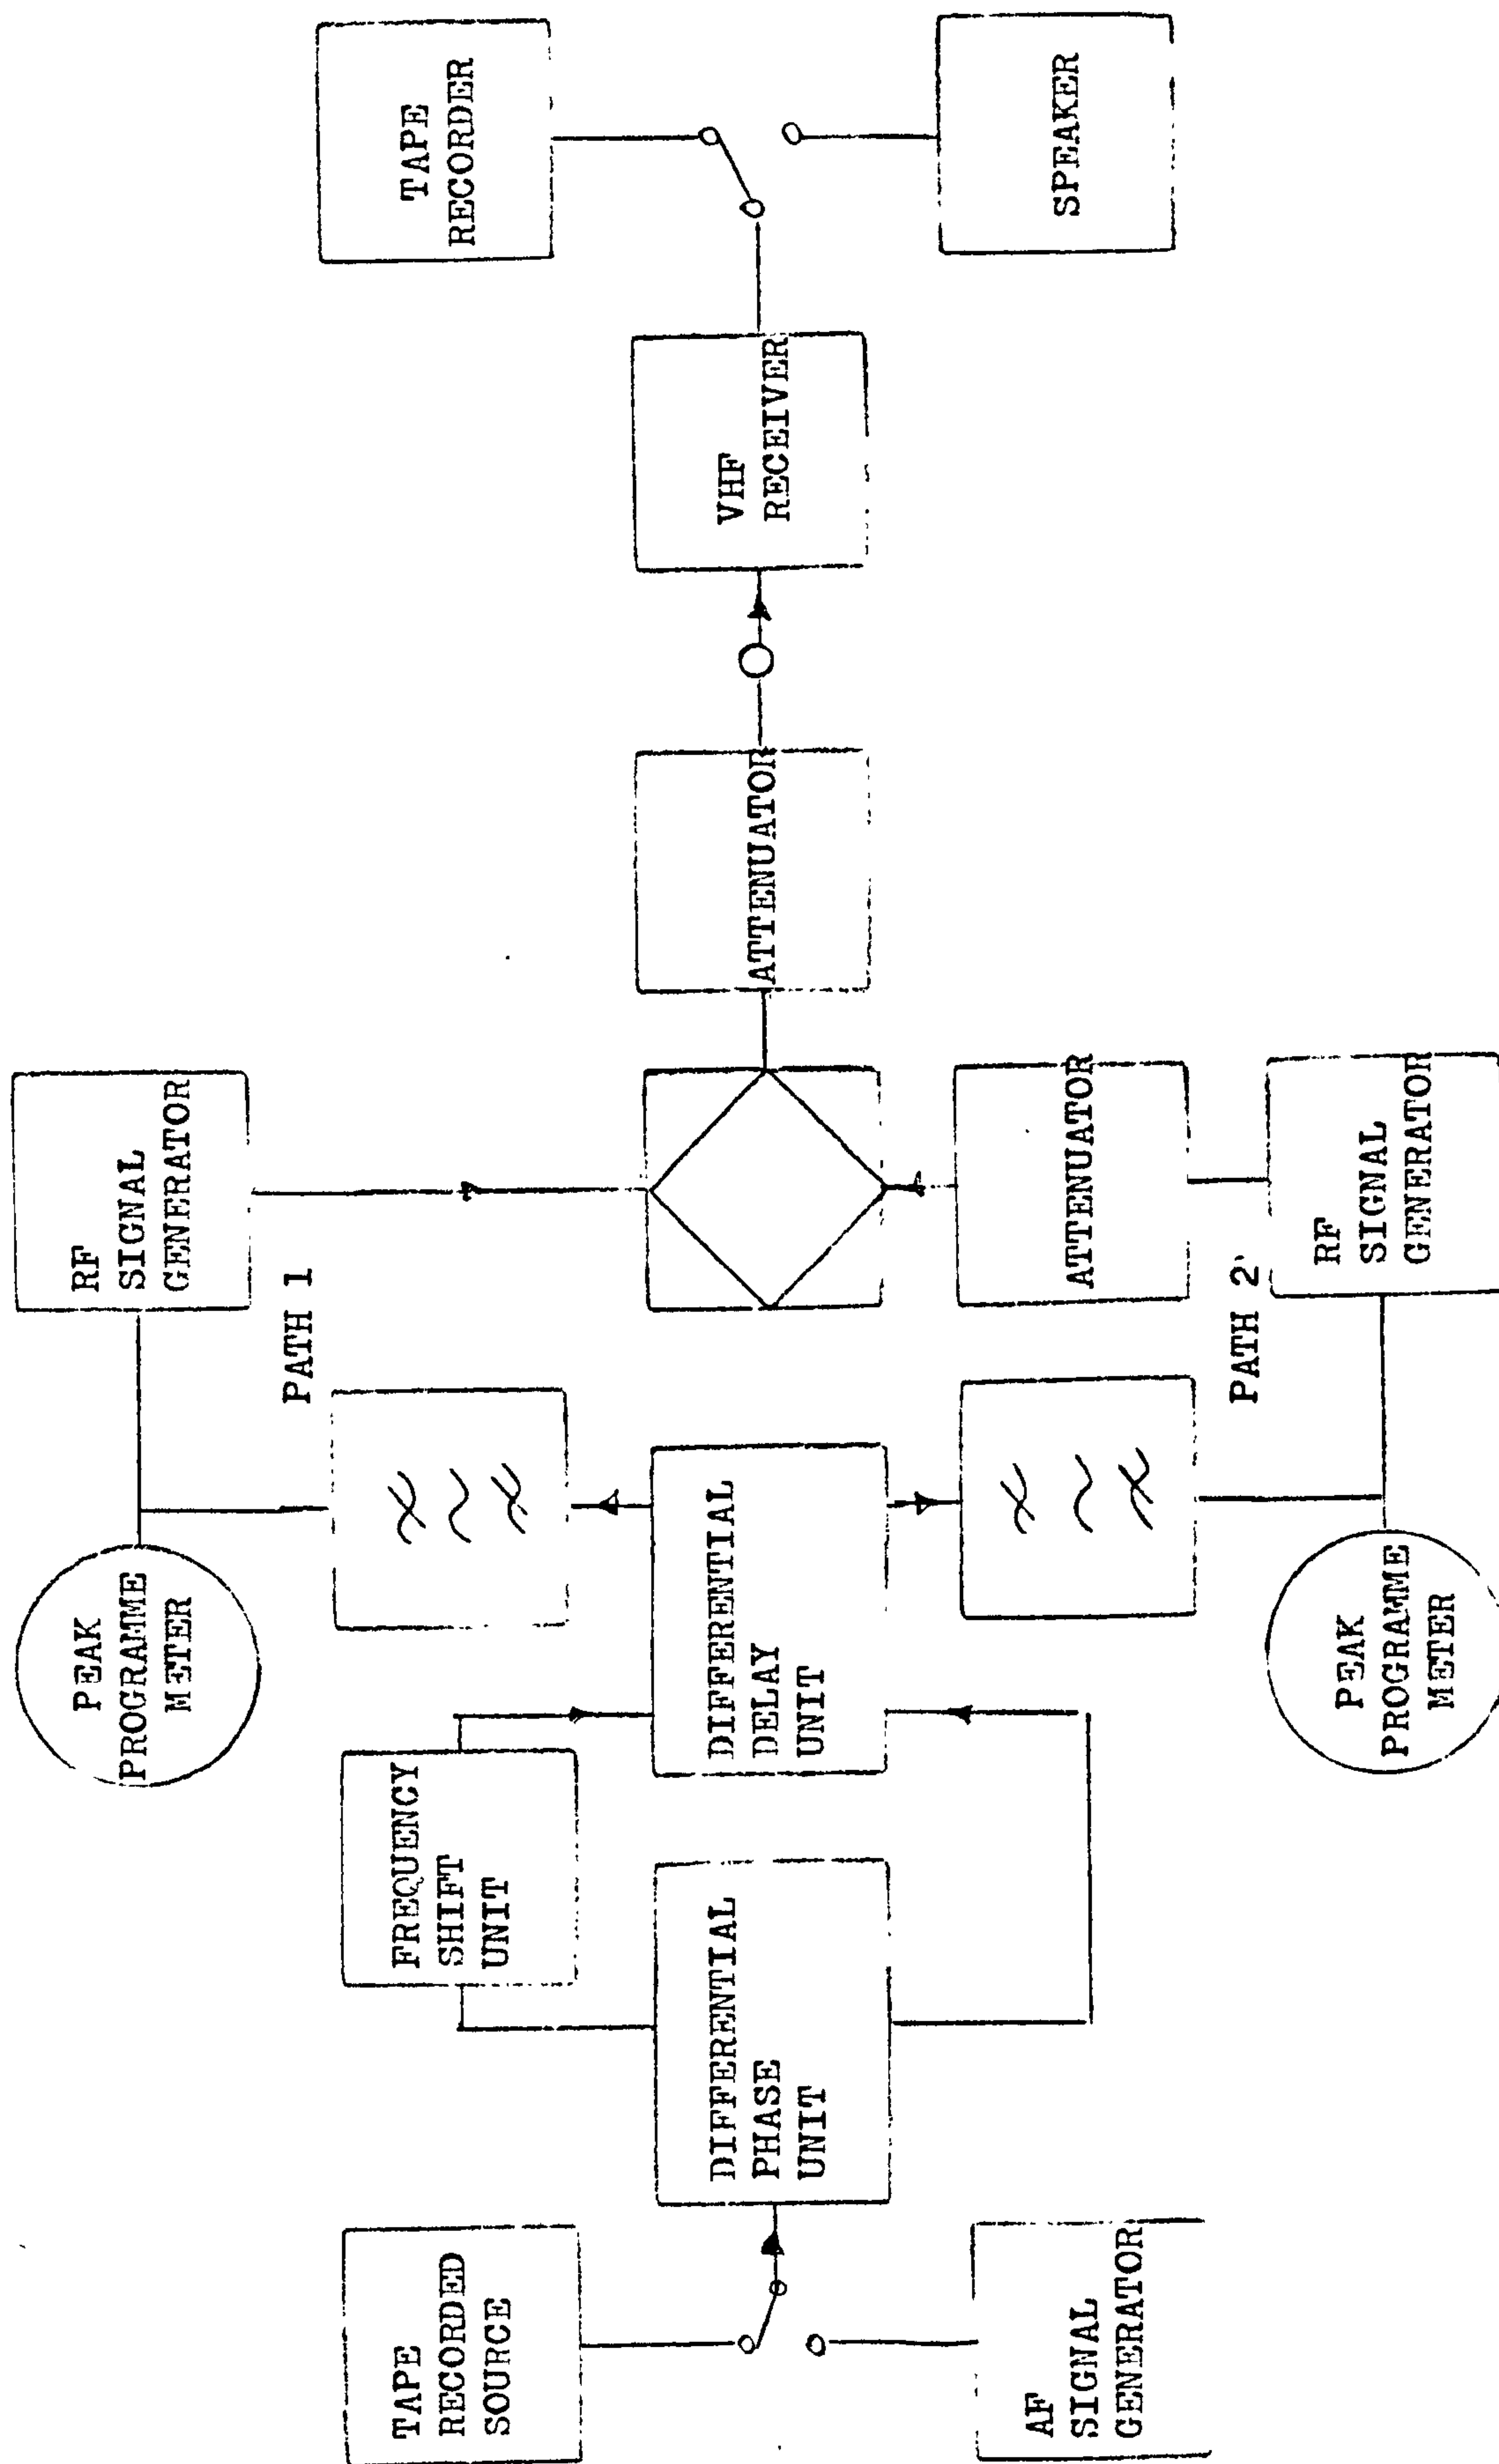 TAPE
RECORDED
SOURCE
AF
SIGNAL
GENERATOR
DIFFERENTIAL
PHASE
UNIT
FREQUENCY
SHIFT
UNIT
DIFFERENTIAL
DELAY
UNIT
PEAK
PROGRAMME
METER
PEAK
PROGRAMME
METER
PATH 1
PATH 2
RF
SIGNAL
GENERATOR
ATTENUATOR
RF
SIGNAL
GENERATOR
ATTENUATOR
VHF
RECEIVER
TAPE
RECORDER
SPEAKER